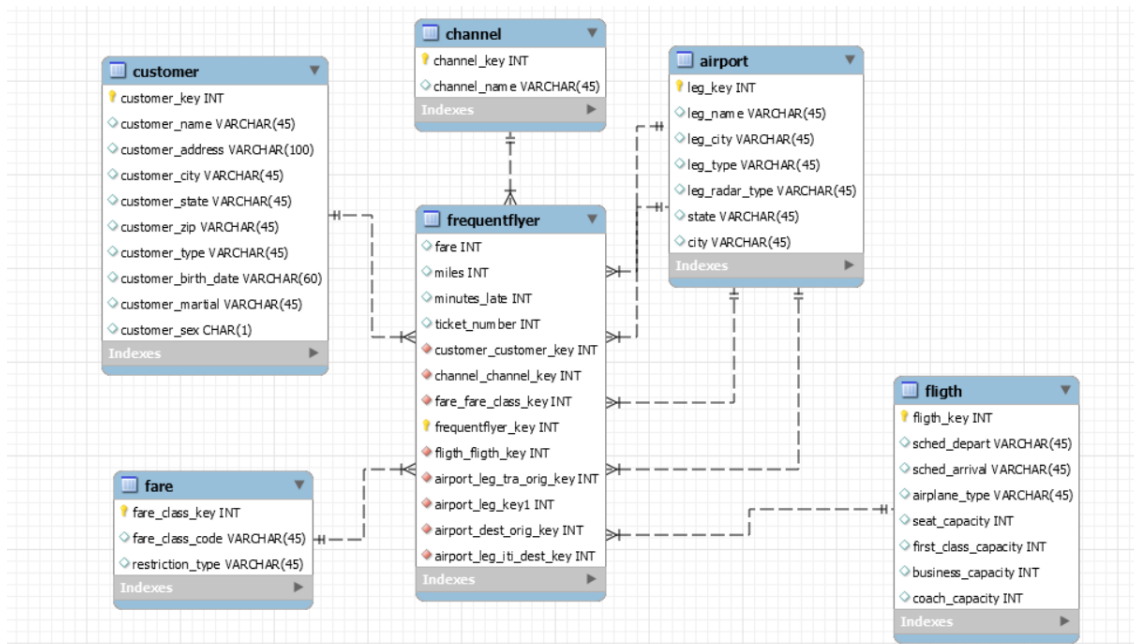 channel
channel_key INT
channel_name VARCHAR(45)
Indexes
customer
customer_key INT
customer_name VARCHAR(45)
customer_address VARCHAR(100)
customer_city VARCHAR(45)
customer_state VARCHAR(45)
customer_zip VARCHAR(45)
customer_type VARCHAR(45)
customer_birth_date VARCHAR(60)
customer_martial VARCHAR(45)
customer_sex CHAR(1)
Indexes
airport
leg_key INT
leg_name VARCHAR(45)
leg_city VARCHAR(45)
leg_type VARCHAR(45)
leg_radar_type VARCHAR(45)
state VARCHAR(45)
city VARCHAR(45)
Indexes
frequentflyer
fare INT
miles INT
minutes_late INT
ticket_number INT
customer_customer_key INT
channel_channel_key INT
fare_fare_class_key INT
frequentflyer_key INT
fligth_fligth_key INT
airport_leg_tra_orig_key INT
airport_leg_key1 INT
airport_dest_orig_key INT
airport_leg_iti_dest_key INT
Indexes
fare
fare_class_key INT
fare_class_code VARCHAR(45)
restriction_type VARCHAR(45)
Indexes
fligth
fligth_key INT
sched_depart VARCHAR(45)
sched_arrival VARCHAR(45)
airplane_type VARCHAR(45)
seat_capacity INT
first_class_capacity INT
business_capacity INT
coach_capacity INT
Indexes